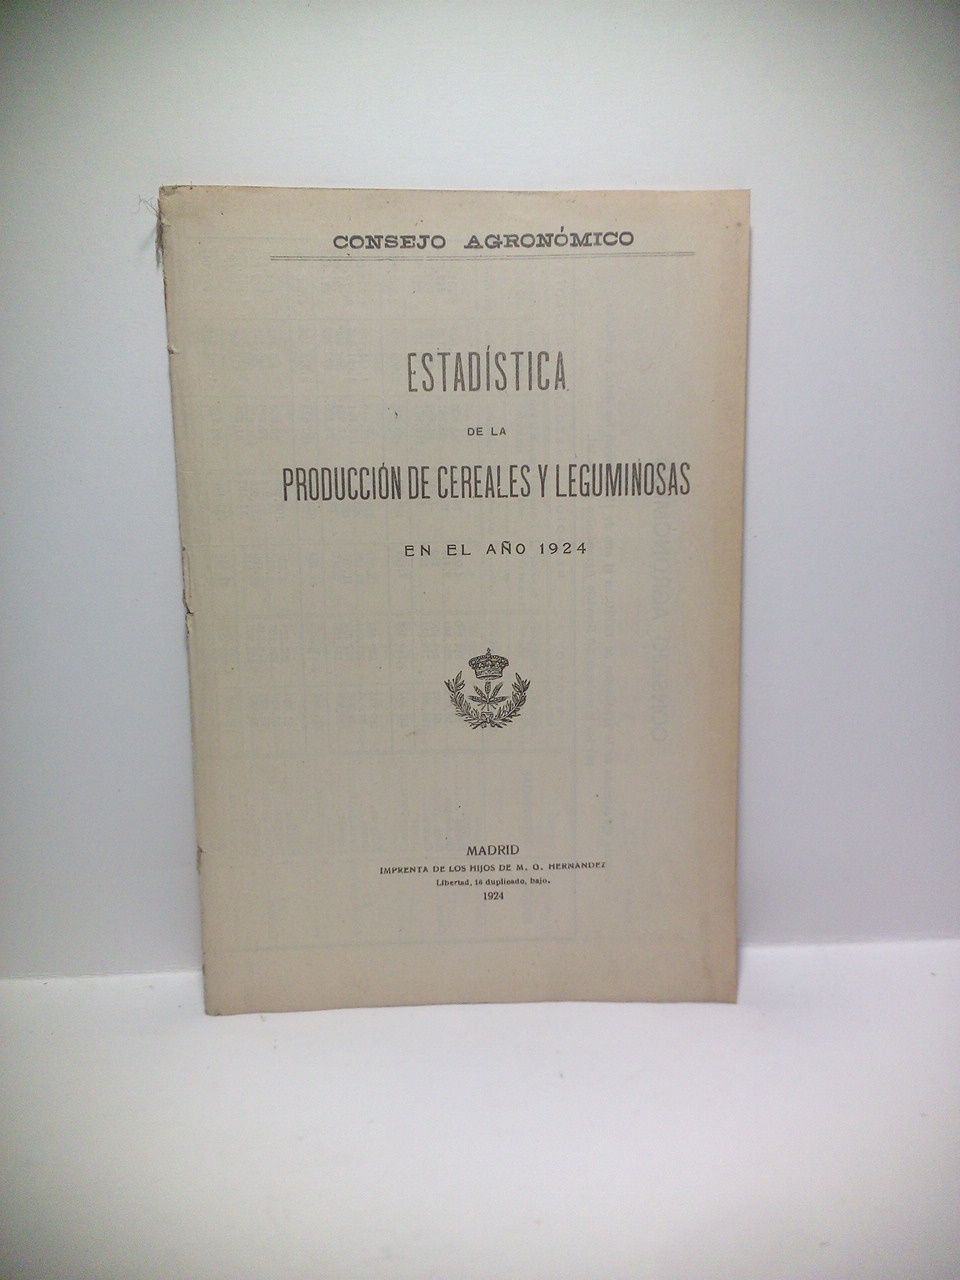 CONSEJO AGRONÓMICO
ESTADÍSTICA
DE LA
PRODUCCIÓN DE CEREALES Y LEGUMINOSAS
EN EL AÑO 1924
MADRID
IMPRENTA DE LOS HIJOS DE M. G. HERNÁNDEZ
Libertad, 16 duplicado, bajo.
1924